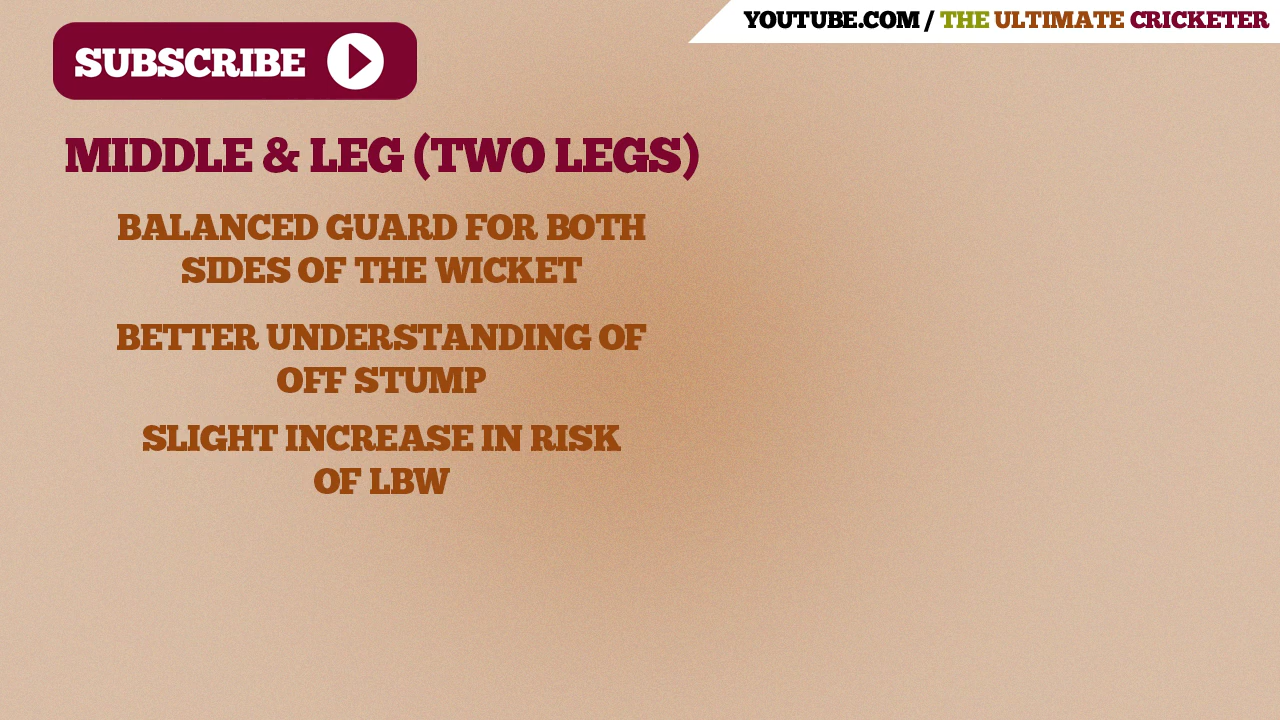 YOUTUBE.COM / THE ULTIMATE CRICKETER
SUBSCRIBE
MIDDLE & LEG (TWO LEGS)
BALANCED GUARD FOR BOTH
SIDES OF THE WICKET
BETTER UNDERSTANDING OF
OFF STUMP
SLIGHT INCREASE IN RISK
OF LBW